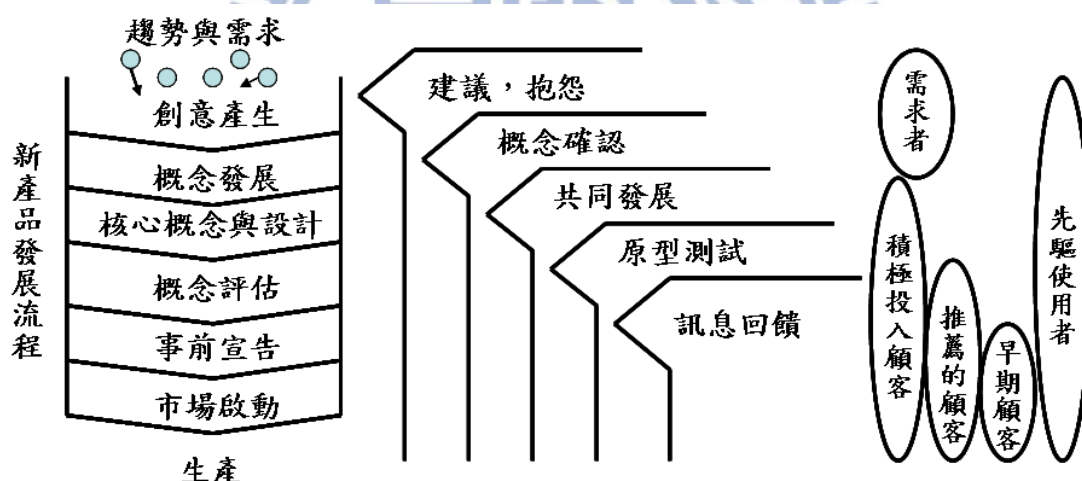 趨勢與需求
創意產生
概念發展
核心概念與設計
概念評估
事前宣告
市場啟動
生產
新產品發展流程
建議，抱怨
概念確認
共同發展
原型測試
訊息回饋
需求者
積極投入顧客
推薦的顧客
早期顧客
先驅使用者